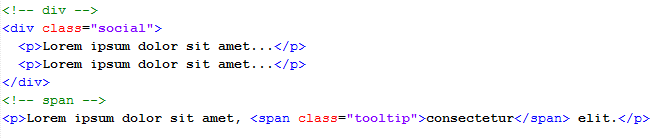 <!-- div -->
<div class="social">
  <p>Lorem ipsum dolor sit amet...</p>
  <p>Lorem ipsum dolor sit amet...</p>
</div>
<!-- span -->
<p>Lorem ipsum dolor sit amet, <span class="tooltip">consectetur</span> elit.</p>